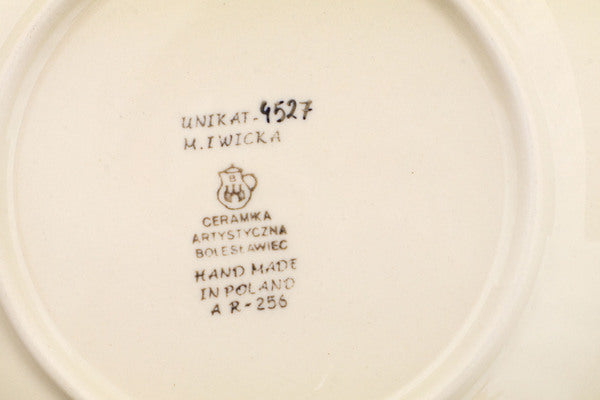 UNIKAT-4527
M.IWICKA
B
CERAMIKA
ARTYSTYCZNA
BOLESŁAWIEC
HAND MADE
IN POLAND
A R-256